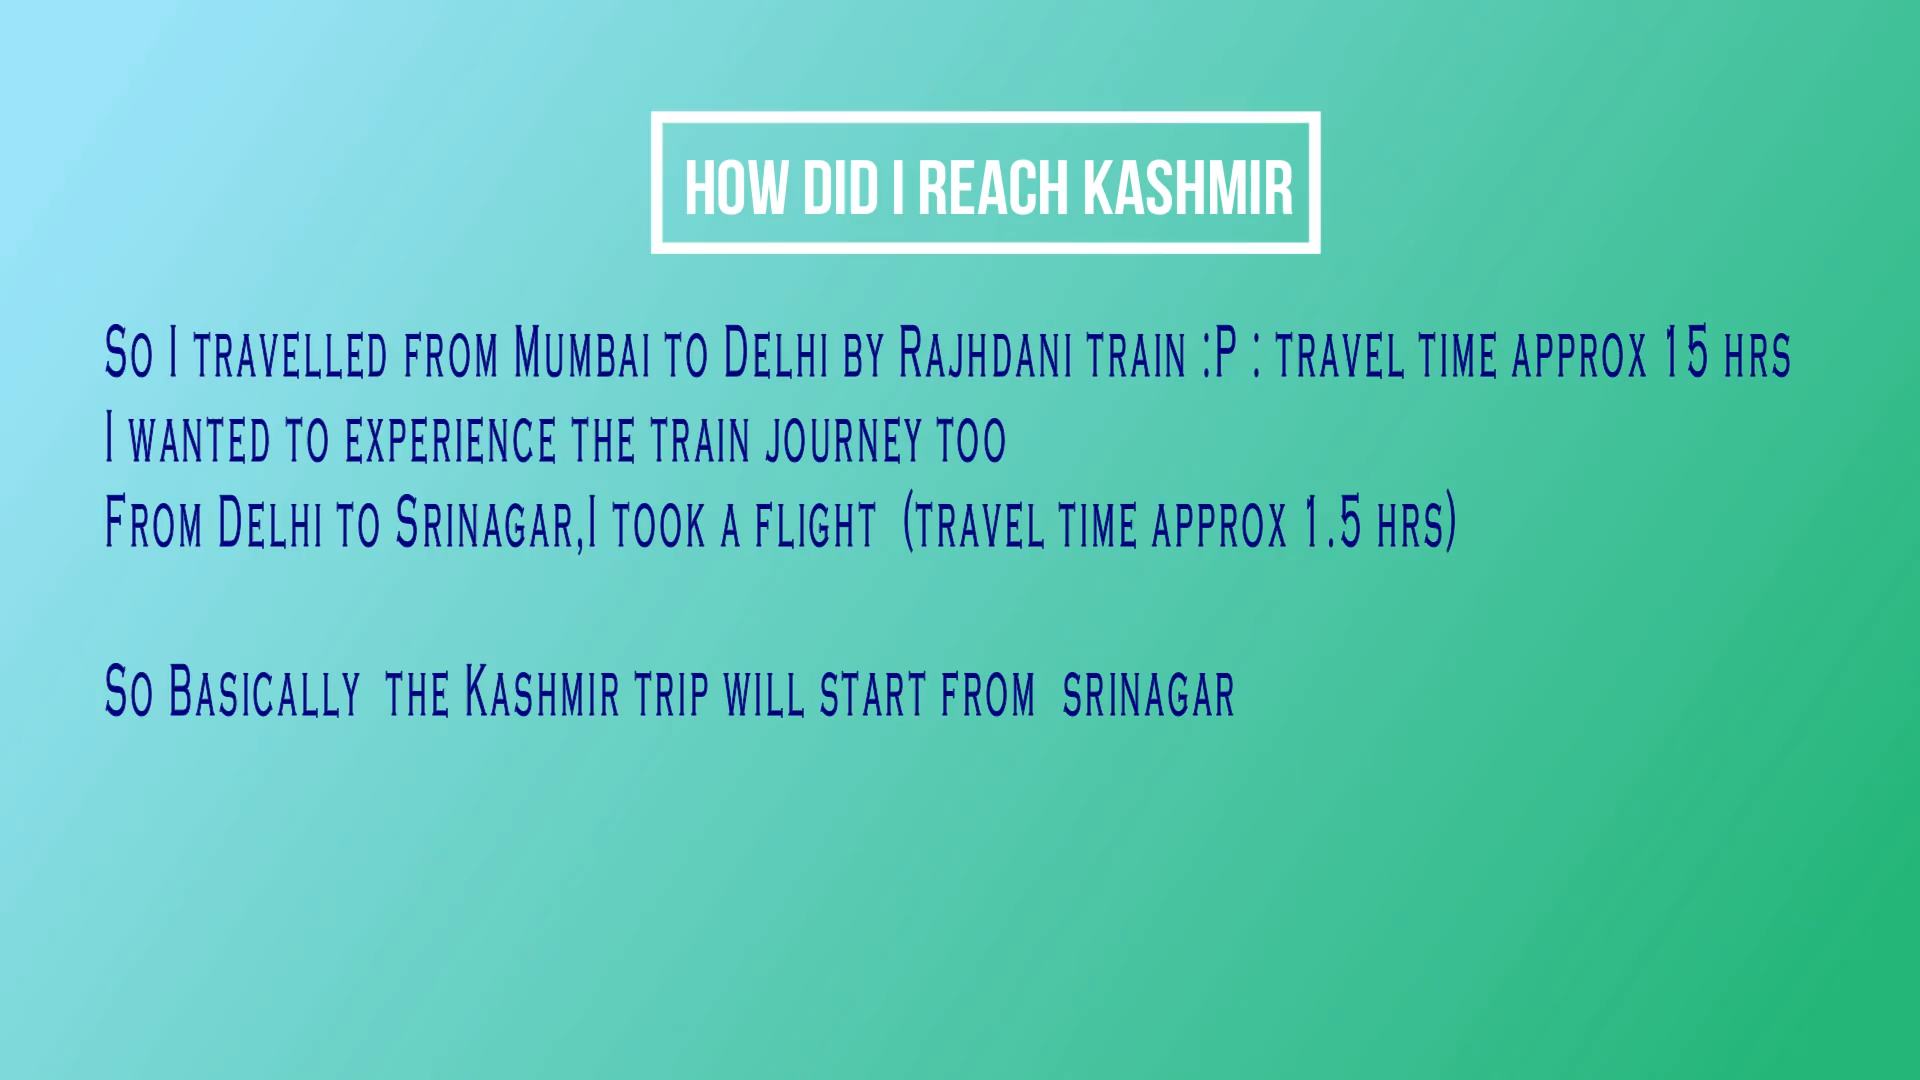 HOW DID I REACH KASHMIR
So I travelled from Mumbai to Delhi by Rajhdani train :P : travel time approx 15 hrs
I wanted to experience the train journey too
From Delhi to Srinagar,I took a flight (travel time approx 1.5 hrs)
So Basically the Kashmir trip will start from srinagar